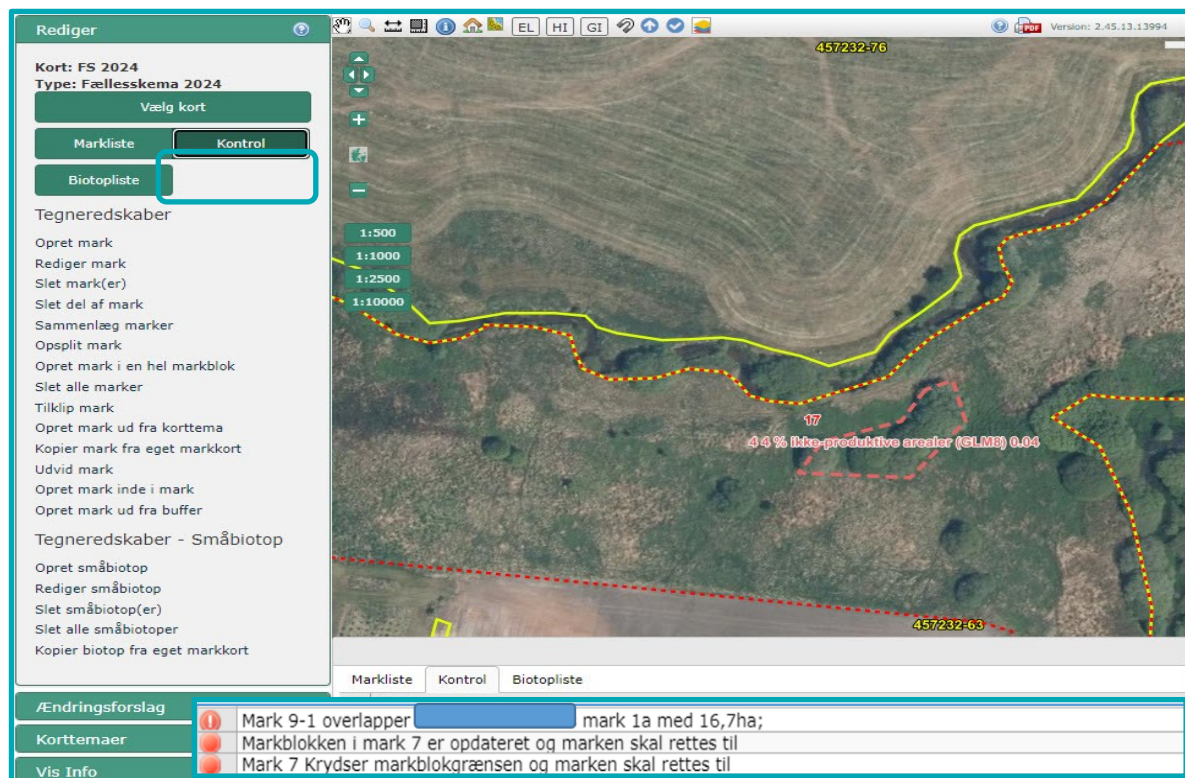 Rediger
EL HI GI
PDF Version: 2.45.13.13994
Kort: FS 2024
Type: Fællesskema 2024
Vælg kort
Markliste Kontrol
Biotopliste
Tegneredskaber
Opret mark
Rediger mark
Slet mark(er)
Slet del af mark
Sammenlæg marker
Opsplit mark
Opret mark i en hel markblok
Slet alle marker
Tilklip mark
Opret mark ud fra korttema
Kopier mark fra eget markkort
Udvid mark
Opret mark inde i mark
Opret mark ud fra buffer
Tegneredskaber - Småbiotop
Opret småbiotop
Rediger småbiotop
Slet småbiotop(er)
Slet alle småbiotoper
Kopier biotop fra eget markkort
Ændringsforslag
Korttemaer
Vis Info
457232-76
1:500
1:1000
1:2500
1:10000
17
4 4 % ikke-produktive arealer (GLM8) 0.04
457232-63
Markliste Kontrol Biotopliste
Mark 9-1 overlapper mark 1a med 16,7ha;
Markblokken i mark 7 er opdateret og marken skal rettes til
Mark 7 Krydser markblokgrænsen og marken skal rettes til